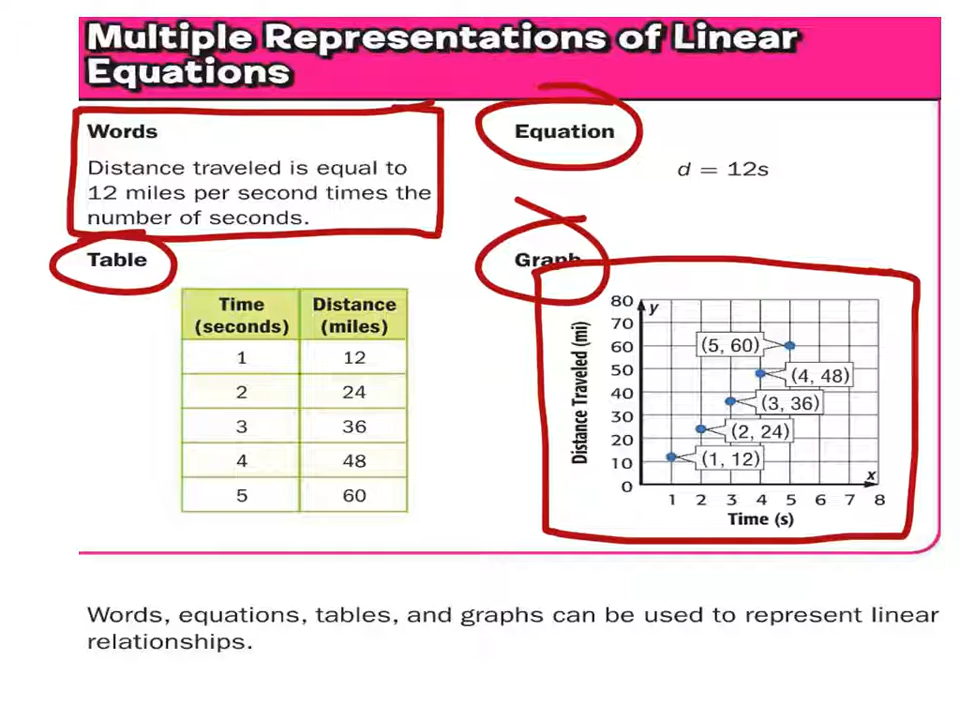 Multiple Representations of Linear
Equations
Words
Distance traveled is equal to
12 miles per second times the
number of seconds.
Equation
d = 12s
Table
Time
(seconds)
Distance
(miles)
1 12
2 24
3 36
4 48
5 60
Graph
Distance Traveled (mi)
80
70
60
50
40
30
20
10
0
y
(5, 60)
(4, 48)
(3, 36)
(2, 24)
(1, 12)
x
1 2 3 4 5 6 7 8
Time (s)
Words, equations, tables, and graphs can be used to represent linear
relationships.